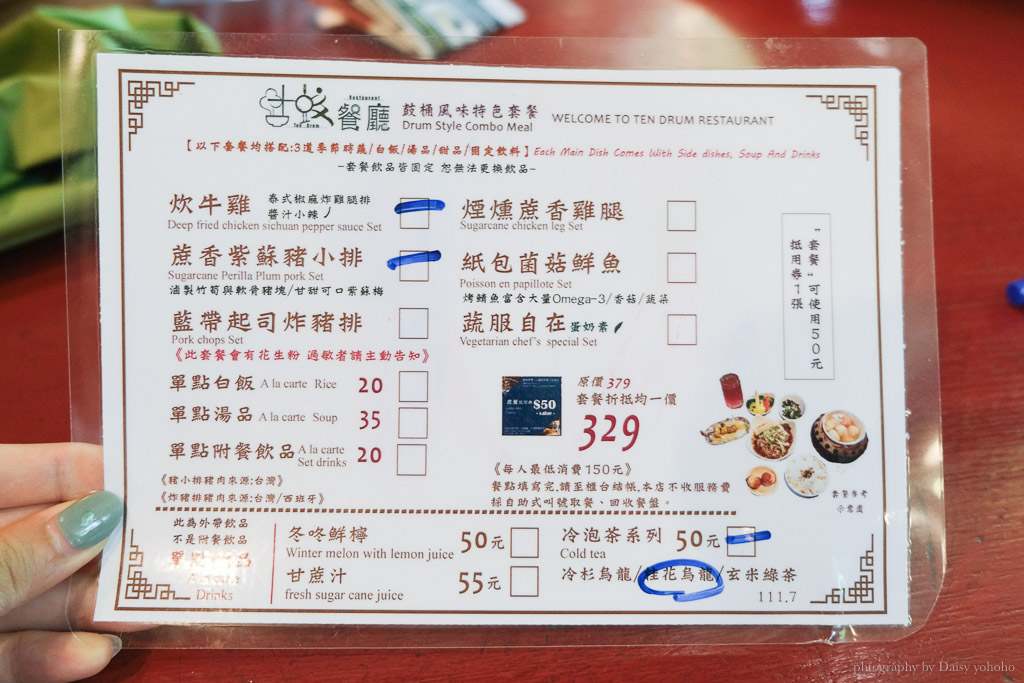 Restaurant
十鼓
Ten Drum
餐廳
鼓桶風味特色套餐
Drum Style Combo Meal
WELCOME TO TEN DRUM RESTAURANT
【以下套餐均搭配:3道季節時蔬/白飯/湯品/甜品/固定飲料】Each Main Dish Comes With Side dishes, Soup And Drinks
–套餐飲品皆固定 恕無法更換飲品–
炊牛雞 泰式椒麻炸雞腿排
醬汁小辣
Deep fried chicken sichuan pepper sauce Set
蔗香紫蘇豬小排
Sugarcane Perilla Plum pork Set
滷製竹筍與軟骨豬塊/甘甜可口紫蘇梅
藍帶起司炸豬排
Pork chops Set
《此套餐會有花生粉 過敏者請主動告知》
煙燻蔗香雞腿
Sugarcane chicken leg Set
紙包菌菇鮮魚
Poisson en papillote Set
烤鯖魚富含大量Omega-3/香菇/蔬菜
蔬服自在 蛋奶素
Vegetarian chef's special Set
"套餐"可使用50元
抵用券1張
單點白飯 A la carte Rice 20
單點湯品 A la carte Soup 35
單點附餐飲品 A la carte
Set drinks 20
《豬小排豬肉來源:台灣》
《炸豬排豬肉來源:台灣/西班牙》
$50
原價379
套餐折抵均一價
329
《每人最低消費150元》
餐點填寫完.請至櫃台結帳.本店不收服務費
採自助式叫號取餐、回收餐盤。
套餐參考
示意圖
此為外帶飲品
不是附餐飲品
Drinks
冬咚鮮檸 50元
Winter melon with lemon juice
甘蔗汁 55元
fresh sugar cane juice
冷泡茶系列 50元
Cold tea
冷杉烏龍/桂花烏龍/玄米綠茶
111.7
photography by Daisy yohoho